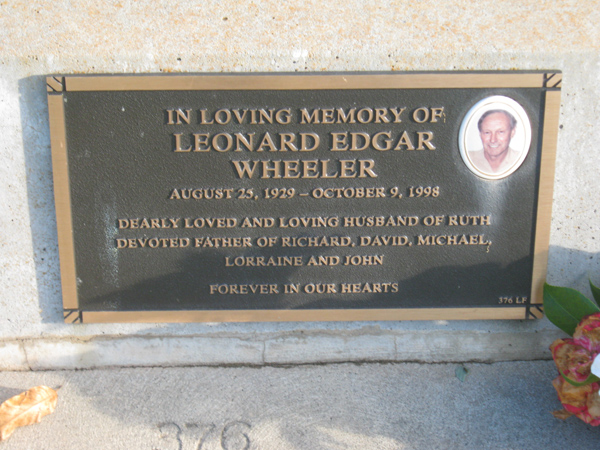 IN LOVING MEMORY OF
LEONARD EDGAR
WHEELER
AUGUST 25, 1929 – OCTOBER 9, 1998
DEARLY LOVED AND LOVING HUSBAND OF RUTH
DEVOTED FATHER OF RICHARD, DAVID, MICHAEL,
LORRAINE AND JOHN
FOREVER IN OUR HEARTS
376 LF
376